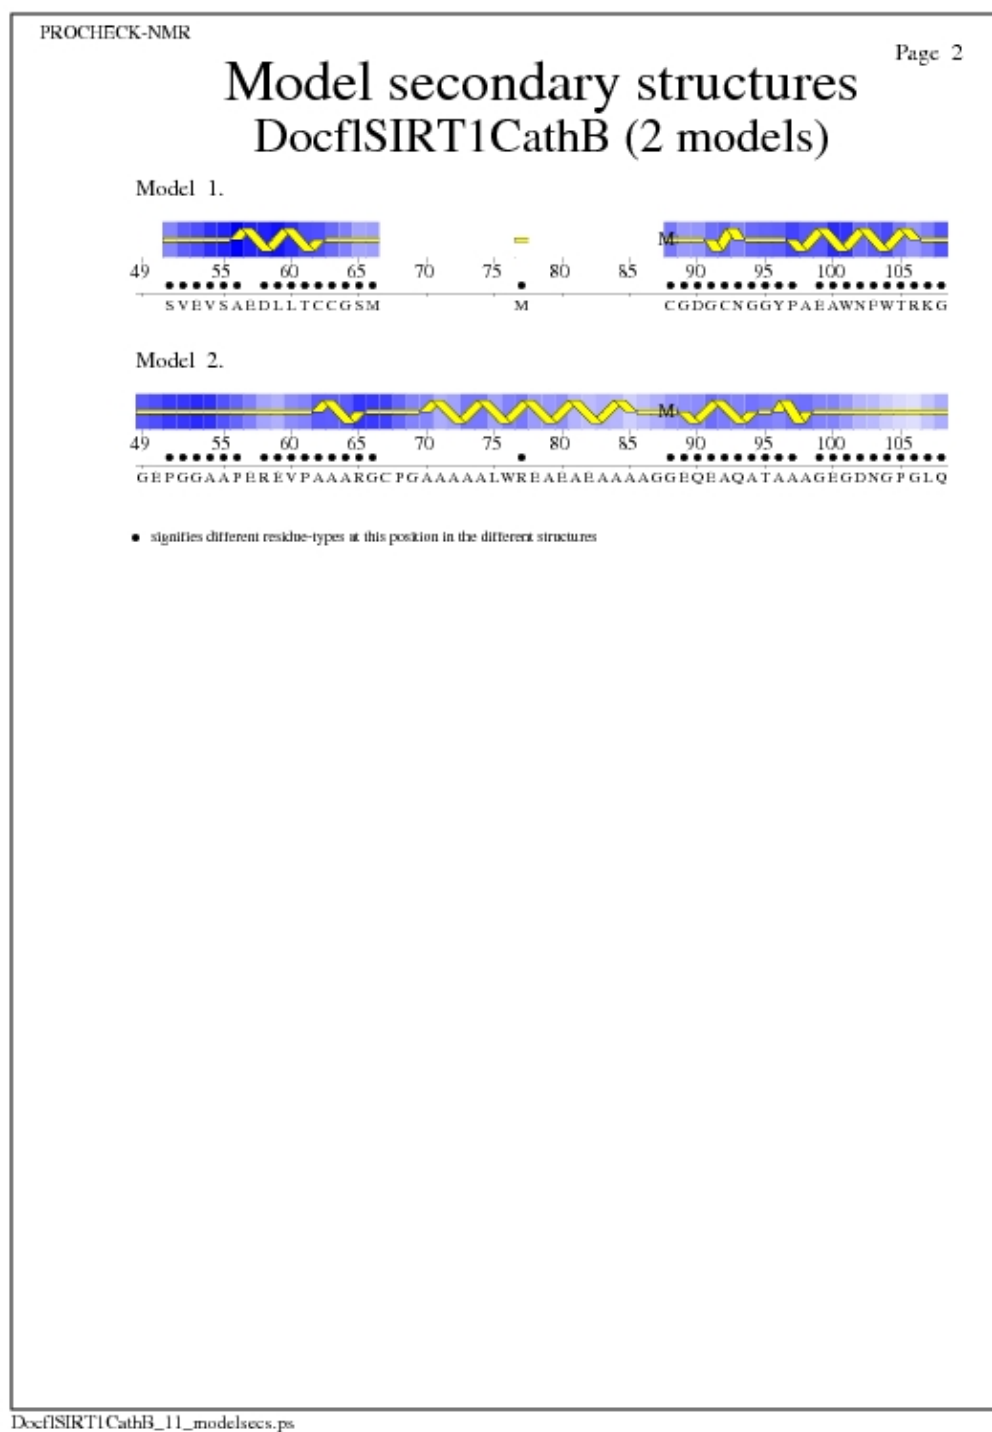 PROCHECK-NMR
Page 2
Model secondary structures
DocflSIRT1CathB (2 models)
Model 1.
M
49 55 60 65 70 75 80 85 90 95 100 105
SVEVSAEDLLTCCGSM M CGDGCNGGYPAEAWNFWTRKG
Model 2.
M
49 55 60 65 70 75 80 85 90 95 100 105
GEPGGAAPEREVPAAARGCPGAAAAALWREAEAEAAAAGGEQEAQATAAAGEGDNGPGLQ
signifies different residue-types at this position in the different structures
DocflSIRT1CathB_11_modelsecs.ps